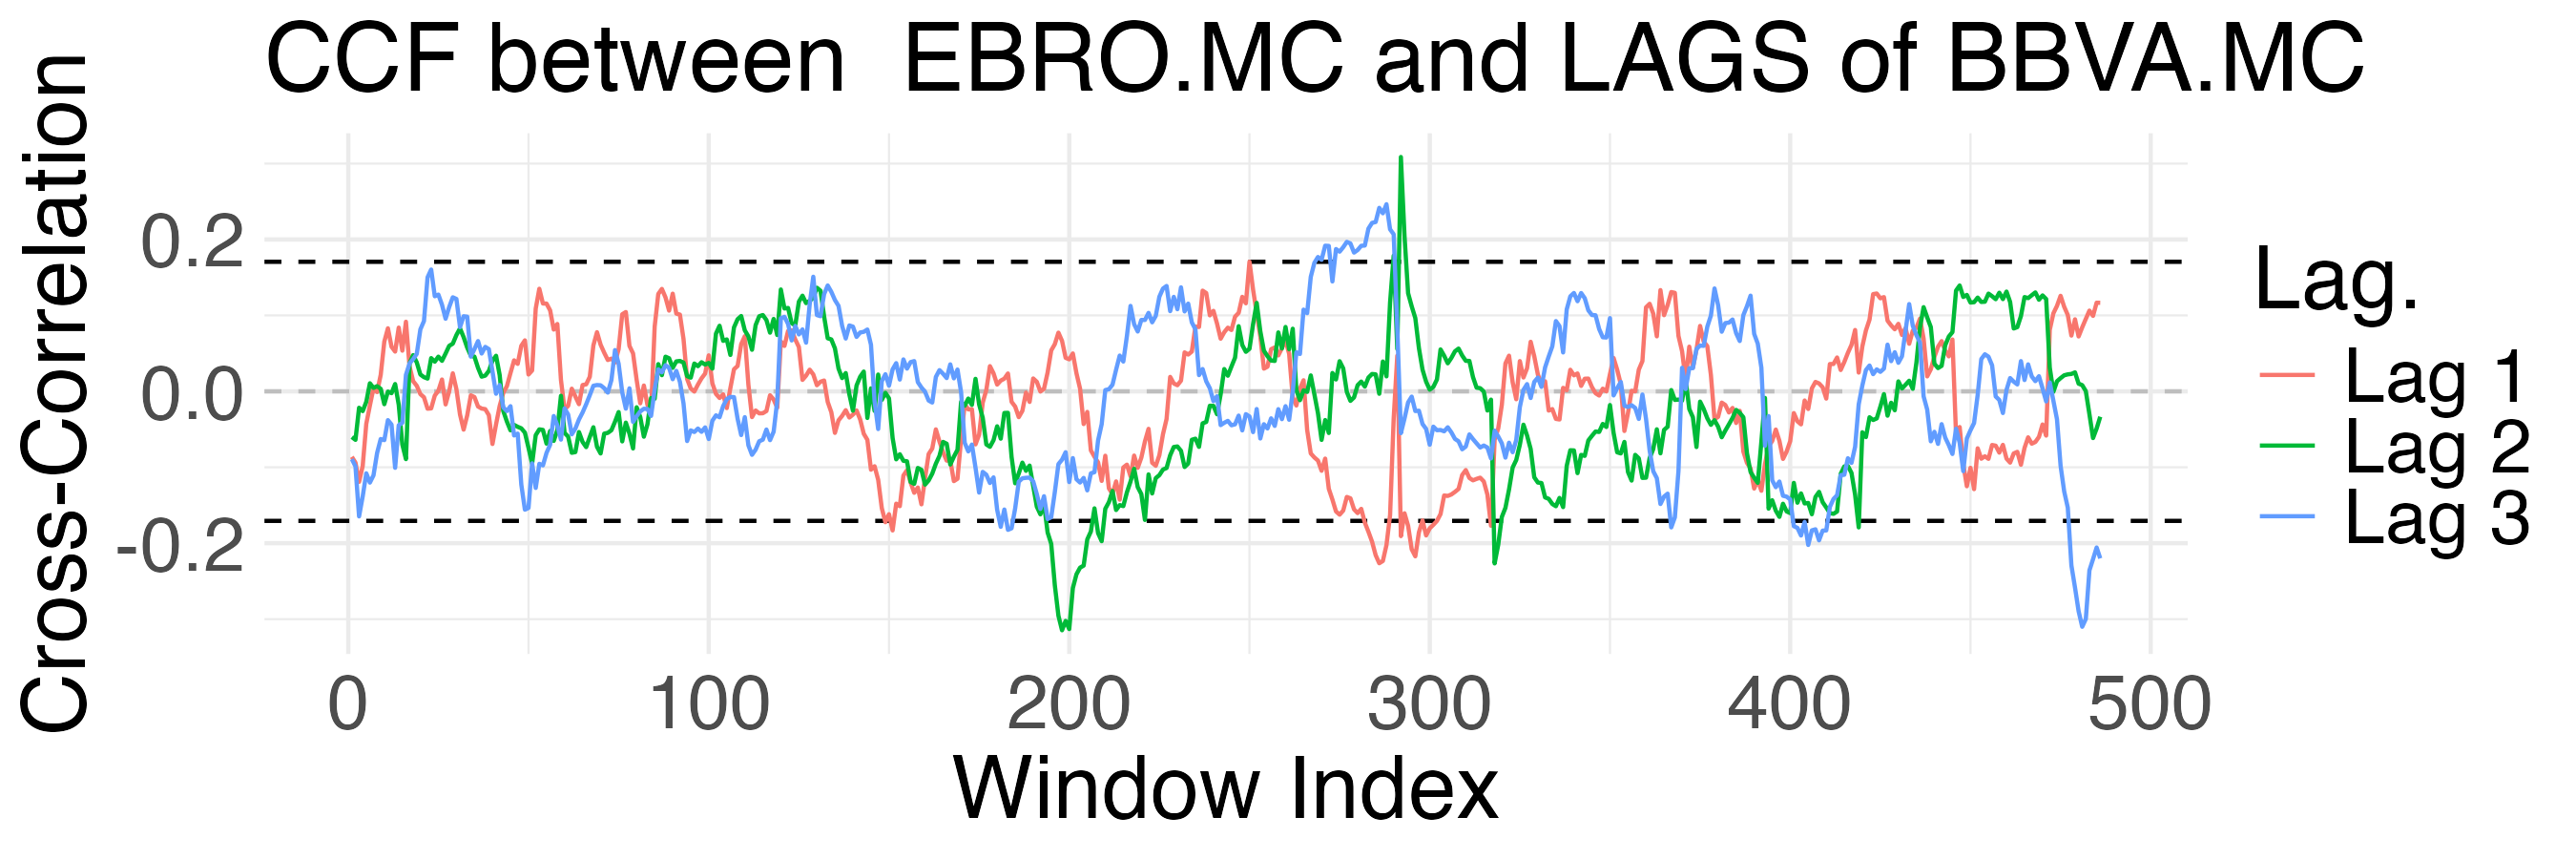 CCF between  EBRO.MC and LAGS of BBVA.MC
Cross-Correlation
0.2
0.0
-0.2
0 100 200 300 400 500
Window Index
Lag.
Lag 1
Lag 2
Lag 3